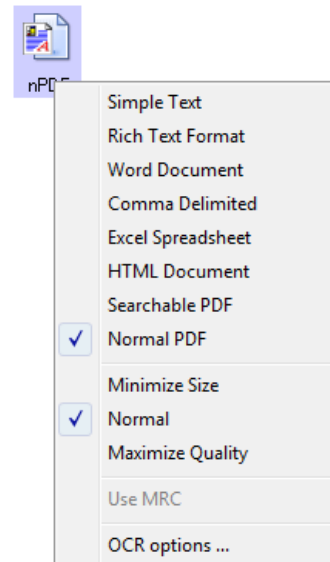 nPDF
Simple Text
Rich Text Format
Word Document
Comma Delimited
Excel Spreadsheet
HTML Document
Searchable PDF
Normal PDF
Minimize Size
Normal
Maximize Quality
Use MRC
OCR options ...